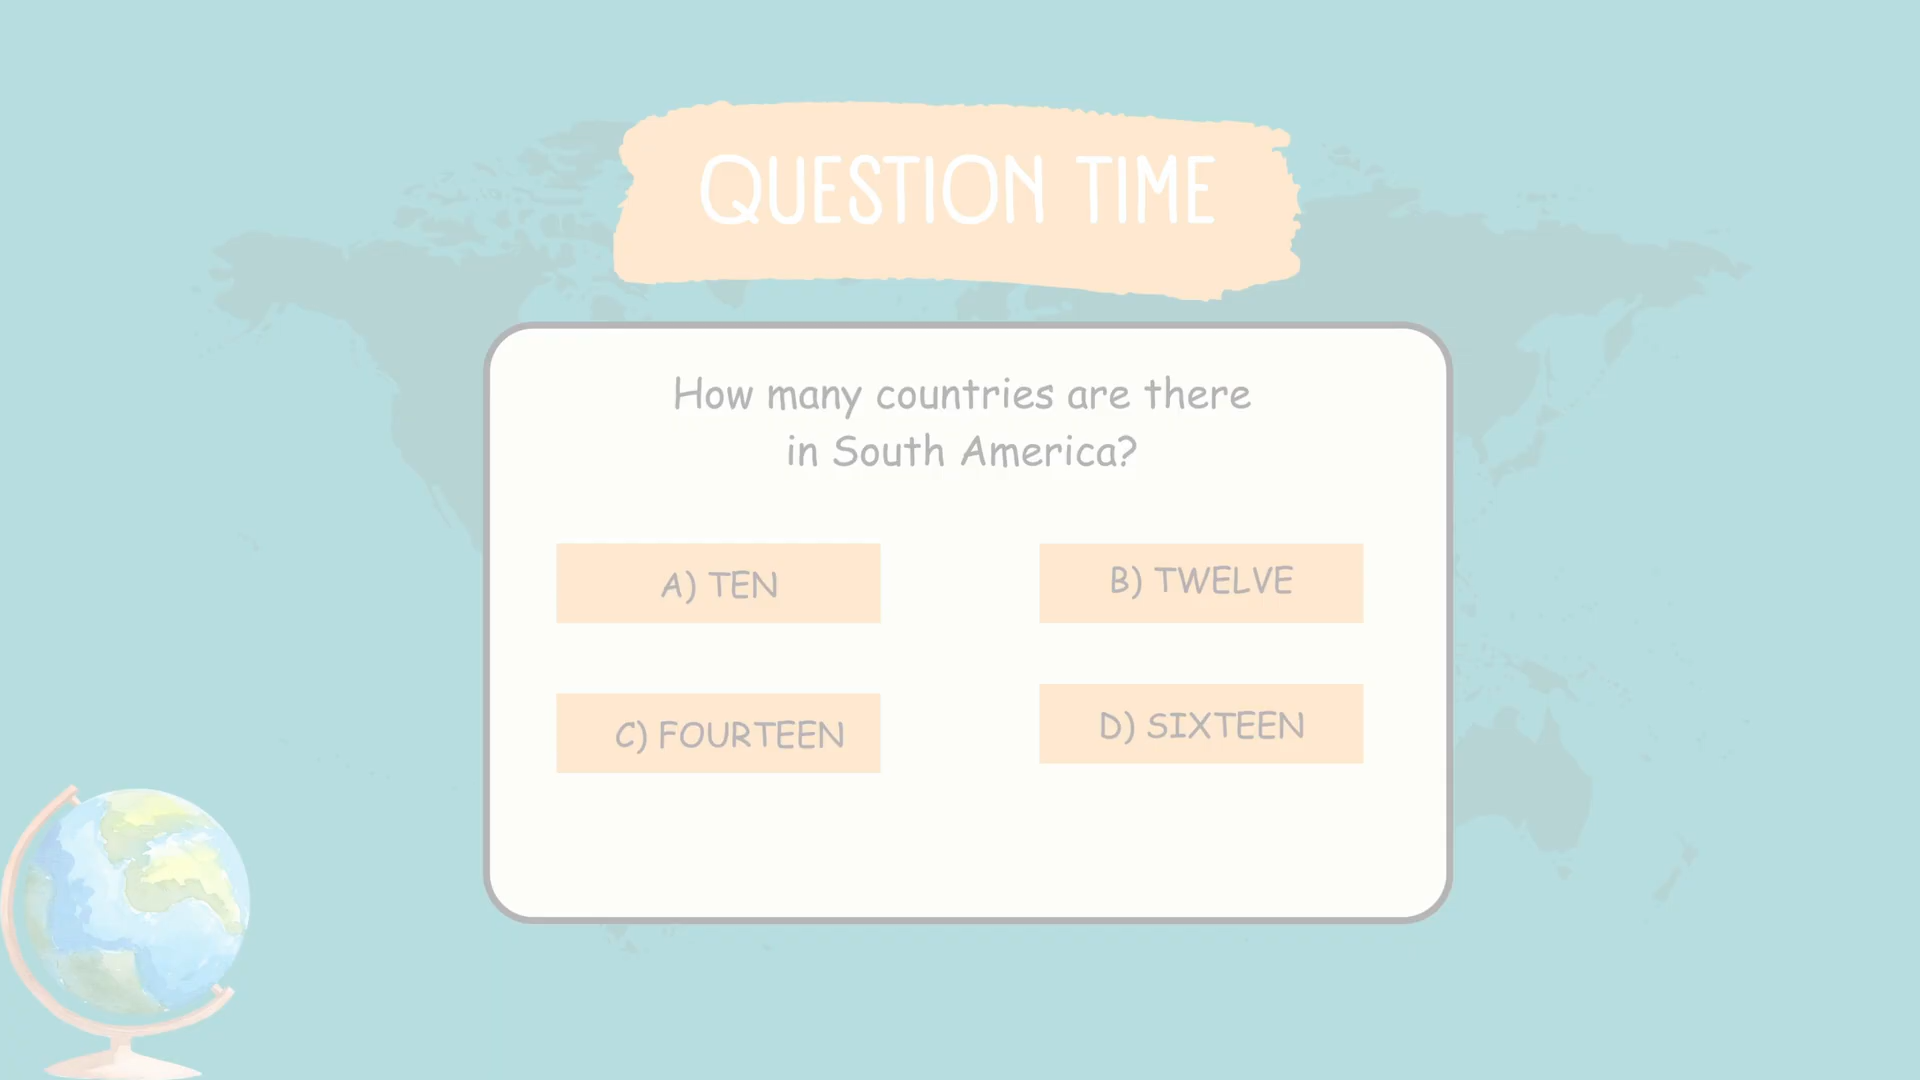 QUESTION TIME
How many countries are there
in South America?
A) TEN
B) TWELVE
C) FOURTEEN
D) SIXTEEN